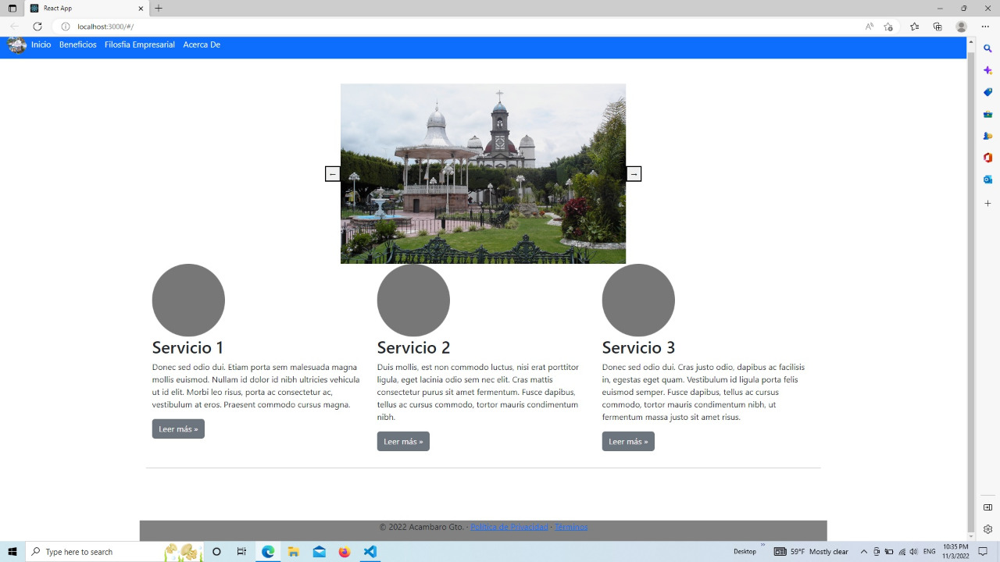 React App
localhost:3000/#/
Inicio Beneficios Filosfia Empresarial Acerca De
←
→
Servicio 1
Donec sed odio dui. Etiam porta sem malesuada magna
mollis euismod. Nullam id dolor id nibh ultricies vehicula
ut id elit. Morbi leo risus, porta ac consectetur ac,
vestibulum at eros. Praesent commodo cursus magna.
Leer más »
Servicio 2
Duis mollis, est non commodo luctus, nisi erat porttitor
ligula, eget lacinia odio sem nec elit. Cras mattis
consectetur purus sit amet fermentum. Fusce dapibus,
tellus ac cursus commodo, tortor mauris condimentum
nibh.
Leer más »
Servicio 3
Donec sed odio dui. Cras justo odio, dapibus ac facilisis
in, egestas eget quam. Vestibulum id ligula porta felis
euismod semper. Fusce dapibus, tellus ac cursus
commodo, tortor mauris condimentum nibh, ut
fermentum massa justo sit amet risus.
Leer más »
© 2022 Acambaro Gto. · Política de Privacidad · Términos
Type here to search
Desktop
»
59°F Mostly clear
ENG
10:35 PM
11/3/2022